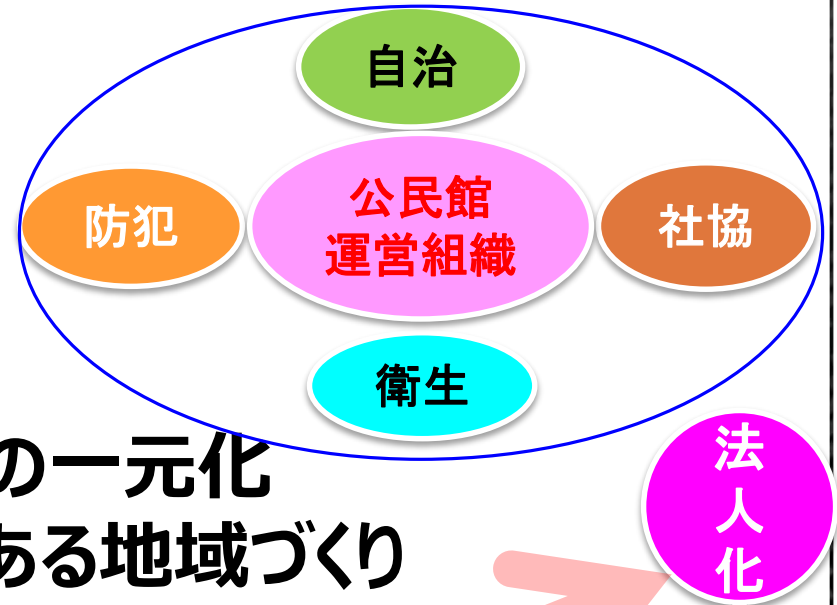 自治
防犯
公民館
運営組織
社協
衛生
の一元化
ある地域づくり
法
人
化